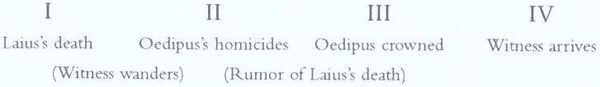 I II III IV
Laius's death Oedipus's homicides Oedipus crowned Witness arrives
(Witness wanders) (Rumor of Laius's death)